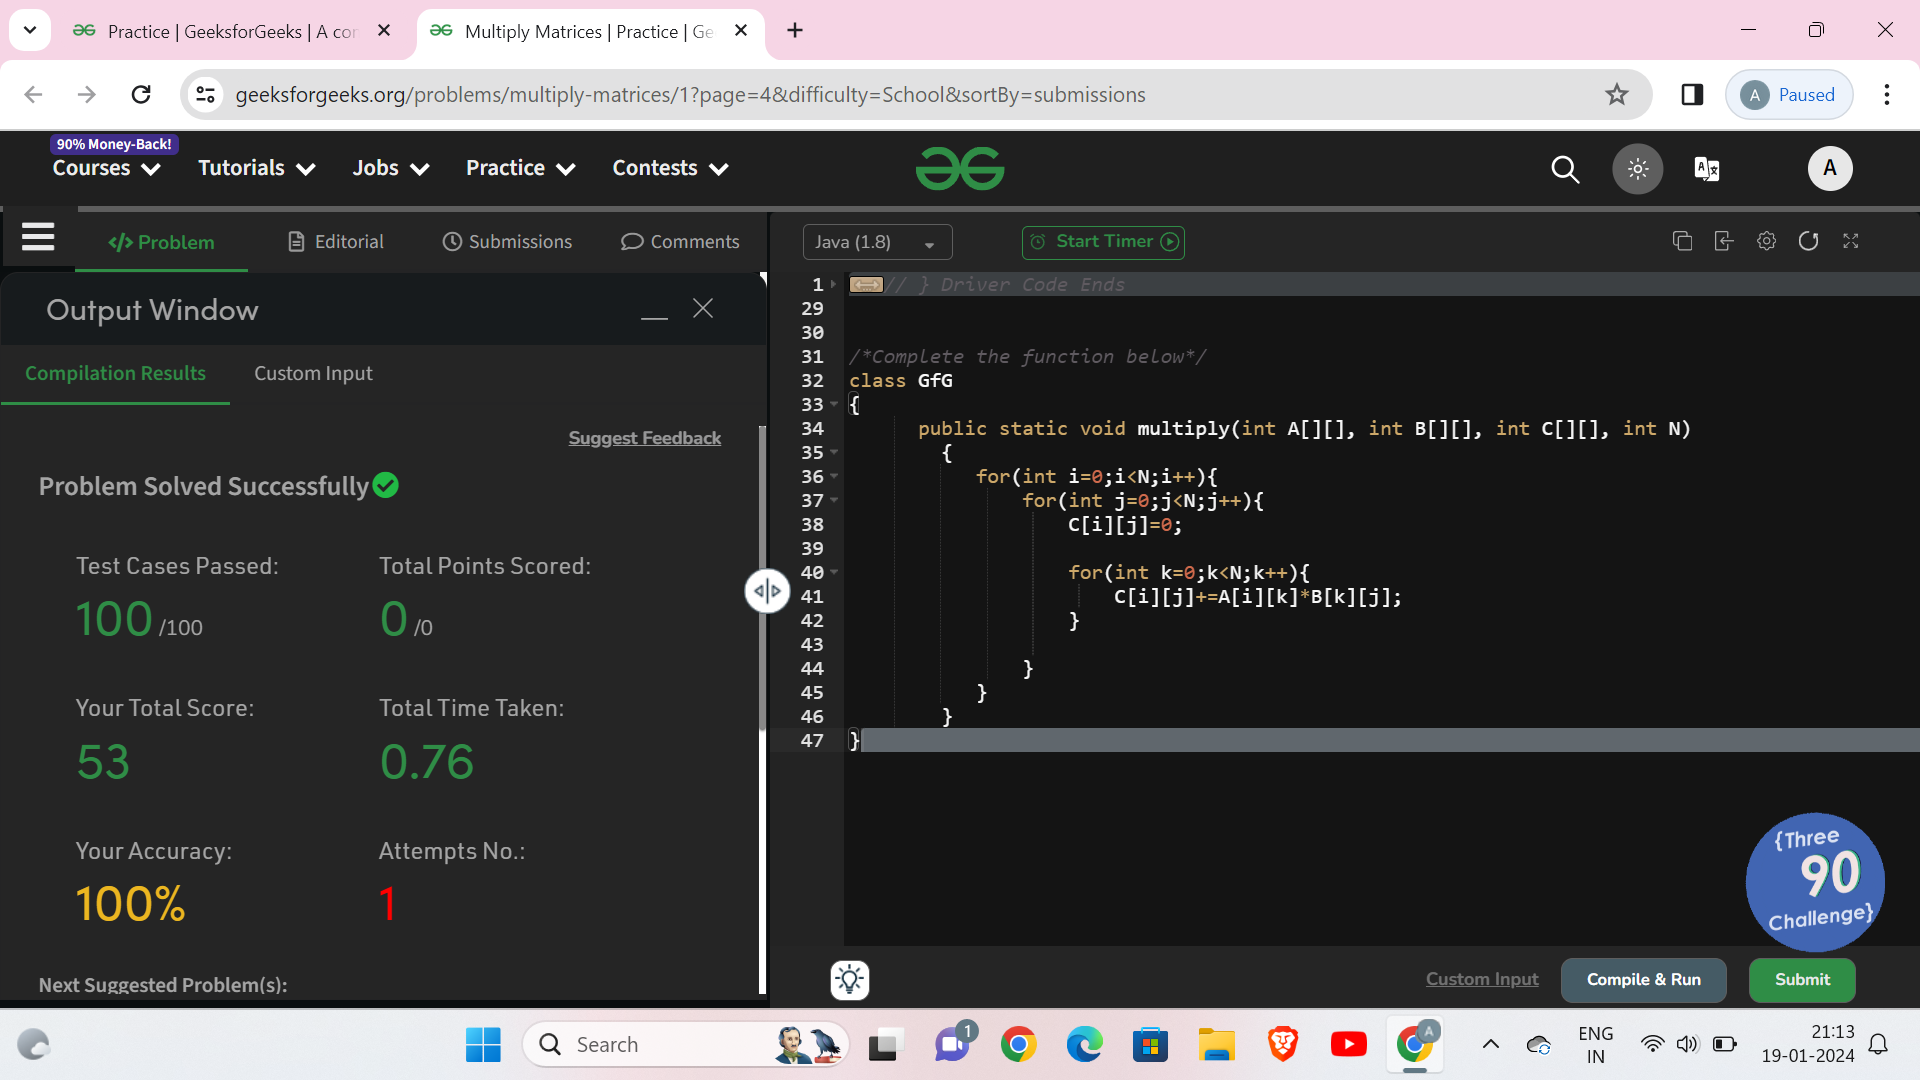 Practice | GeeksforGeeks | A cor
Multiply Matrices | Practice | Ge
geeksforgeeks.org/problems/multiply-matrices/1?page=4&difficulty=School&sortBy=submissions
A Paused
90% Money-Back!
Courses Tutorials Jobs Practice Contests
A
</> Problem Editorial Submissions Comments
Java (1.8) Start Timer
Output Window
Compilation Results Custom Input
Suggest Feedback
Problem Solved Successfully
Test Cases Passed: Total Points Scored:
100 /100 0 /0
Your Total Score: Total Time Taken:
53 0.76
Your Accuracy: Attempts No.:
100% 1
Next Suggested Problem(s):
1 // } Driver Code Ends
29
30
31 /*Complete the function below*/
32 class GfG
33 {
34 public static void multiply(int A[][], int B[][], int C[][], int N)
35 {
36 for(int i=0;i<N;i++){
37 for(int j=0;j<N;j++){
38 C[i][j]=0;
39
40 for(int k=0;k<N;k++){
41 C[i][j]+=A[i][k]*B[k][j];
42 }
43
44 }
45 }
46 }
47 }
{Three
90
Challenge}
Custom Input Compile & Run Submit
Search
1
A
ENG
IN
21:13
19-01-2024